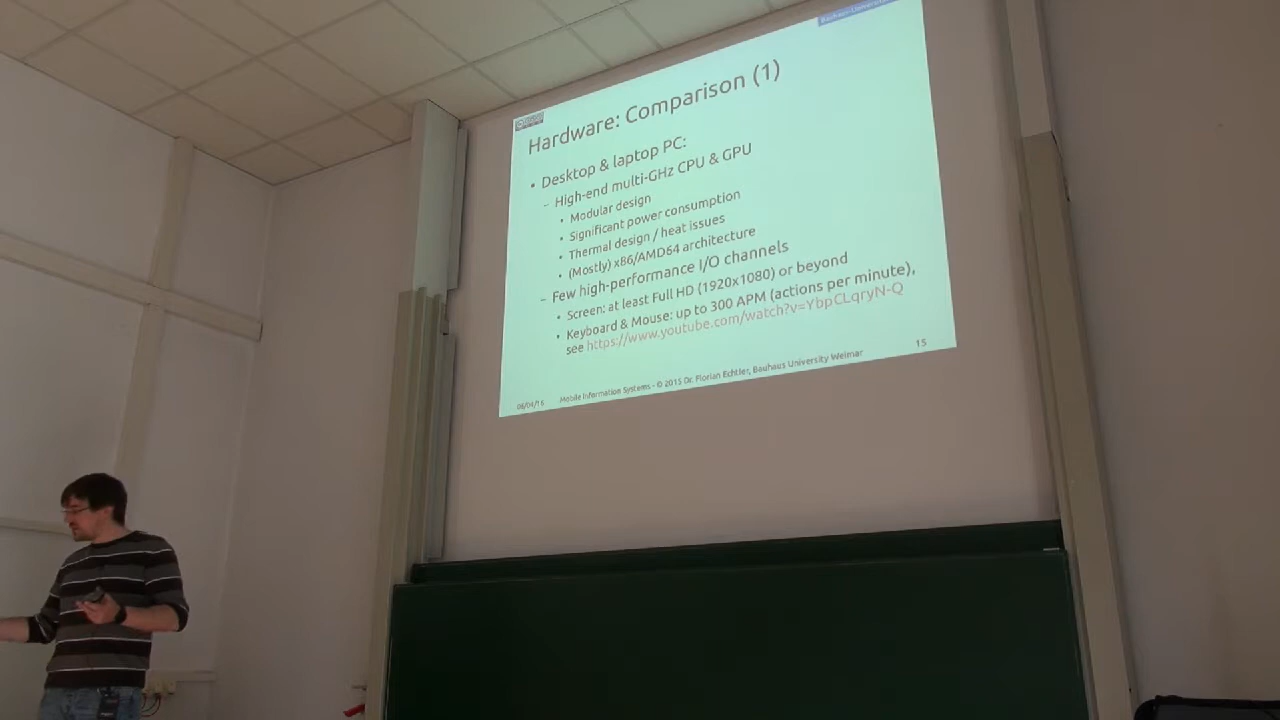 Bauhaus-Universität
Hardware: Comparison (1)
• Desktop & laptop PC:
– High-end multi-GHz CPU & GPU
• Modular design
• Significant power consumption
• Thermal design / heat issues
• (Mostly) x86/AMD64 architecture
– Few high-performance I/O channels
• Screen: at least Full HD (1920x1080) or beyond
• Keyboard & Mouse: up to 300 APM (actions per minute),
see https://www.youtube.com/watch?v=YbpCLqryN-Q
06/04/16 Mobile Information Systems - © 2015 Dr. Florian Echtler, Bauhaus University Weimar 15